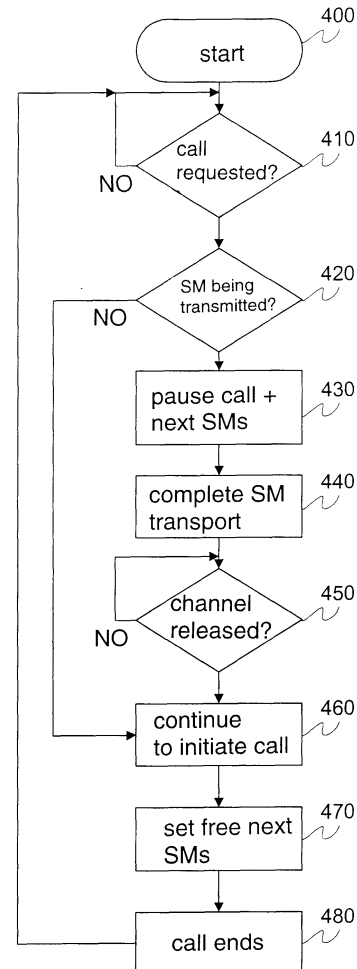 400
start
410
call
requested?
NO
420
SM being
transmitted?
NO
430
pause call +
next SMs
440
complete SM
transport
450
channel
released?
NO
460
continue
to initiate call
470
set free next
SMs
480
call ends